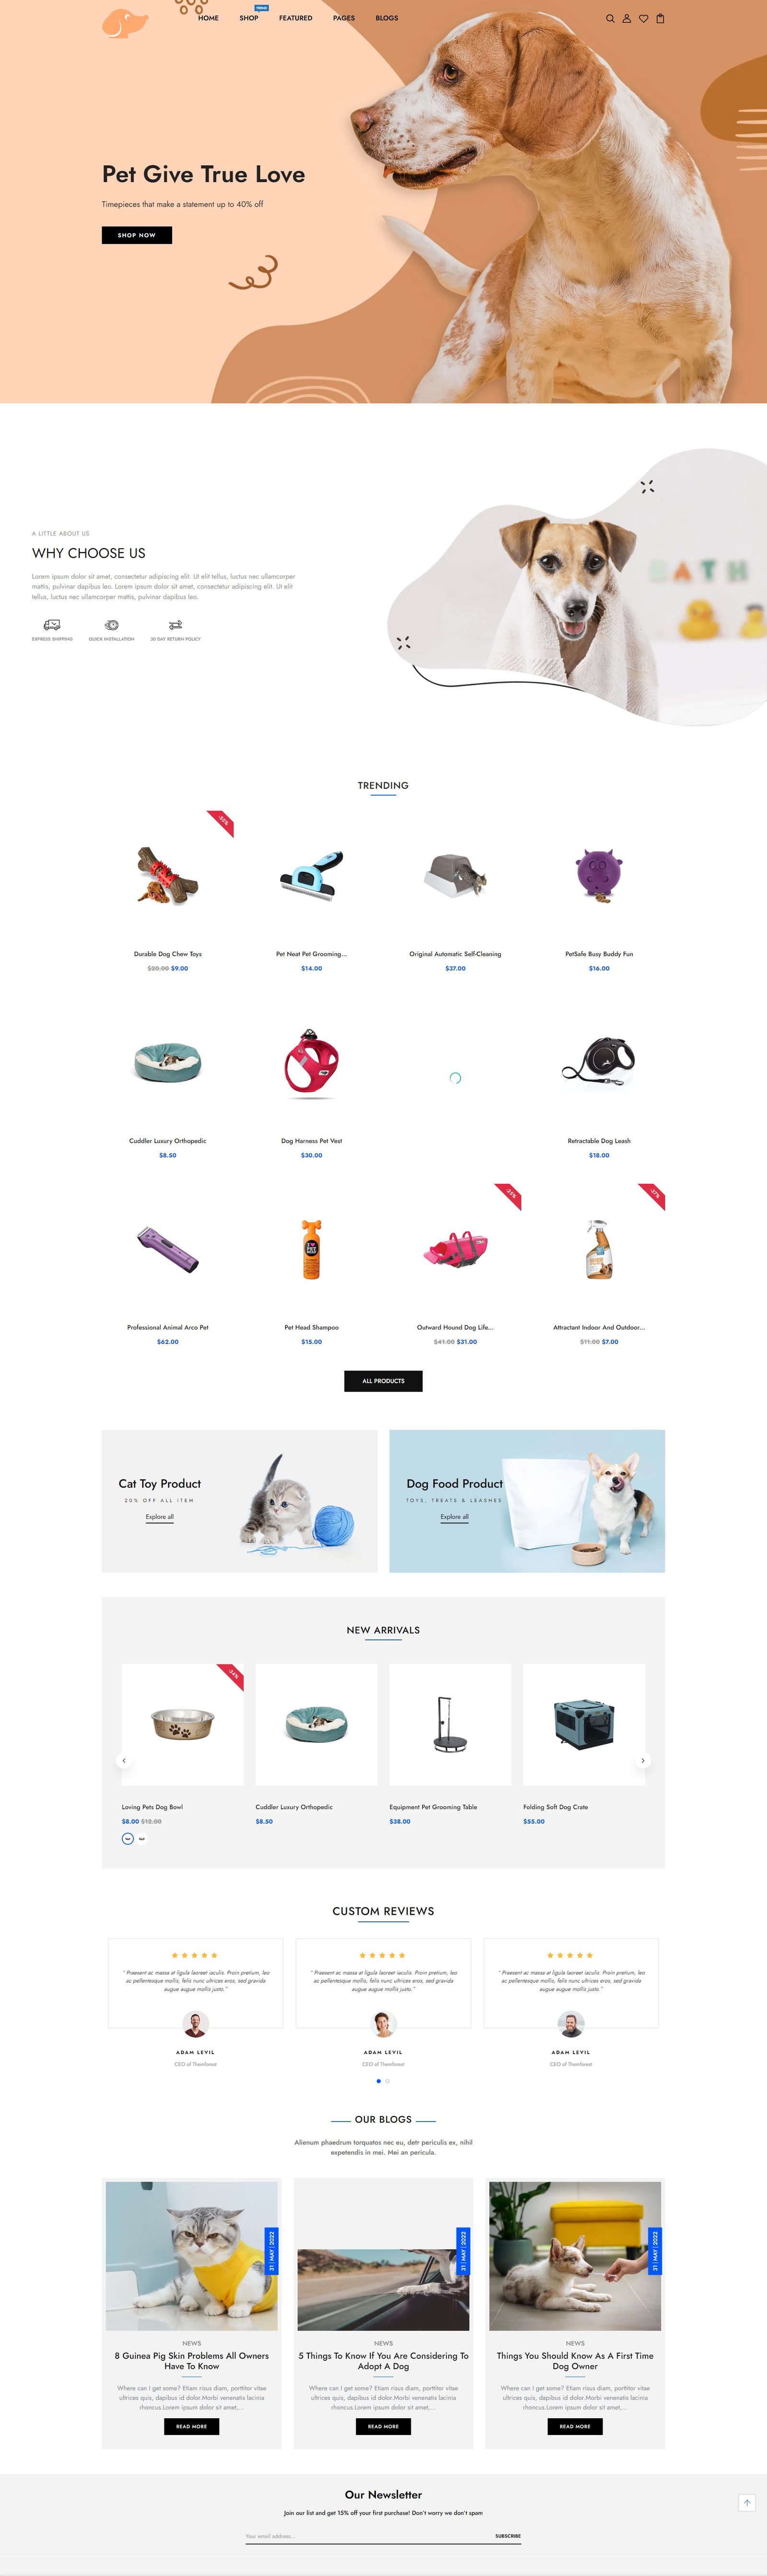 HOME
SHOP
TREND
FEATURED
PAGES
BLOGS
Pet Give True Love
Timepieces that make a statement up to 40% off
SHOP NOW
A LITTLE ABOUT US
WHY CHOOSE US
Lorem ipsum dolor sit amet, consectetur adipiscing elit. Ut elit tellus, luctus nec ullamcorper
mattis, pulvinar dapibus leo. Lorem ipsum dolor sit amet, consectetur adipiscing elit. Ut elit
tellus, luctus nec ullamcorper mattis, pulvinar dapibus leo.
EXPRESS SHIPPING
QUICK INSTALLATION
30 DAY RETURN POLICY
BATH
TRENDING
Durable Dog Chew Toys
$20.00 $9.00
Pet Neat Pet Grooming...
$14.00
Original Automatic Self-Cleaning
$37.00
PetSafe Busy Buddy Fun
$16.00
Cuddler Luxury Orthopedic
$8.50
Dog Harness Pet Vest
$30.00
Retractable Dog Leash
$18.00
Professional Animal Arco Pet
$62.00
Pet Head Shampoo
$15.00
Outward Hound Dog Life...
$41.00 $31.00
-37%
Attractant Indoor And Outdoor...
$11.00 $7.00
ALL PRODUCTS
Cat Toy Product
20% OFF ALL ITEM
Explore all
Dog Food Product
TOYS, TREATS & LEASHES
Explore all
NEW ARRIVALS
-34%
Loving Pets Dog Bowl
$8.00 $12.00
Cuddler Luxury Orthopedic
$8.50
Equipment Pet Grooming Table
$38.00
Folding Soft Dog Crate
$55.00
CUSTOM REVIEWS
" Praesent ac massa at ligula laoreet iaculis. Proin pretium, leo
ac pellentesque mollis, felis nunc ultrices eros, sed gravida
augue augue mollis justo."
ADAM LEVIL
CEO of Themforest
" Praesent ac massa at ligula laoreet iaculis. Proin pretium, leo
ac pellentesque mollis, felis nunc ultrices eros, sed gravida
augue augue mollis justo."
ADAM LEVIL
CEO of Themforest
" Praesent ac massa at ligula laoreet iaculis. Proin pretium, leo
ac pellentesque mollis, felis nunc ultrices eros, sed gravida
augue augue mollis justo."
ADAM LEVIL
CEO of Themforest
OUR BLOGS
Alienum phaedrum torquatos nec eu, detr periculis ex, nihil
expetendis in mei. Mei an pericula.
31 | MAY | 2022
NEWS
8 Guinea Pig Skin Problems All Owners
Have To Know
Where can I get some? Etiam risus diam, porttitor vitae
ultrices quis, dapibus id dolor.Morbi venenatis lacinia
rhoncus.Lorem ipsum dolor sit amet,...
READ MORE
31 | MAY | 2022
NEWS
5 Things To Know If You Are Considering To
Adopt A Dog
Where can I get some? Etiam risus diam, porttitor vitae
ultrices quis, dapibus id dolor.Morbi venenatis lacinia
rhoncus.Lorem ipsum dolor sit amet,...
READ MORE
31 | MAY | 2022
NEWS
Things You Should Know As A First Time
Dog Owner
Where can I get some? Etiam risus diam, porttitor vitae
ultrices quis, dapibus id dolor.Morbi venenatis lacinia
rhoncus.Lorem ipsum dolor sit amet,...
READ MORE
Our Newsletter
Join our list and get 15% off your first purchase! Don't worry we don't spam
Your email address...
SUBSCRIBE